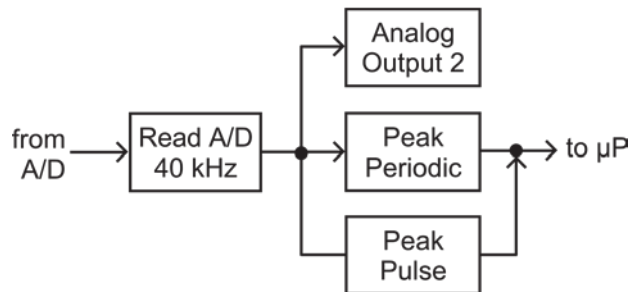 Analog
Output 2
from
A/D
Read A/D
40 kHz
Peak
Periodic
to µP
Peak
Pulse